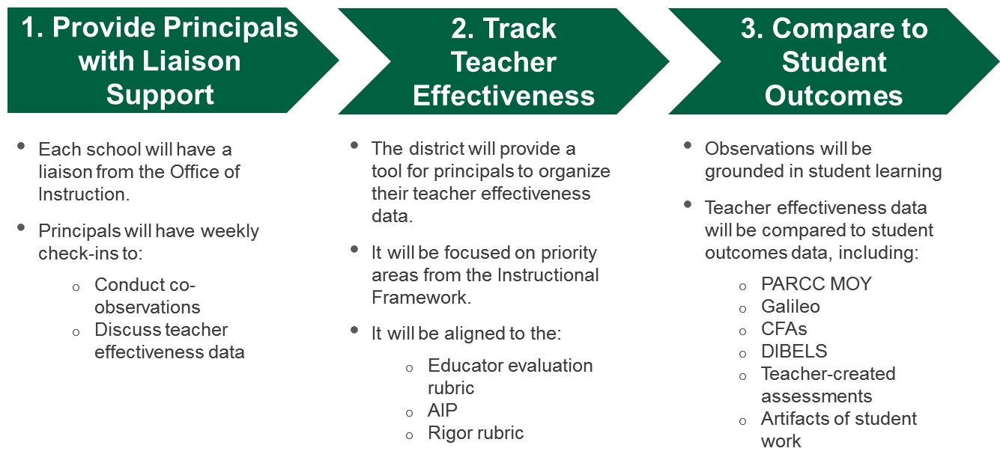 1. Provide Principals
with Liaison
Support
• Each school will have a
liaison from the Office of
Instruction.
• Principals will have weekly
check-ins to:
o Conduct co-
observations
o Discuss teacher
effectiveness data
2. Track
Teacher
Effectiveness
• The district will provide a
tool for principals to organize
their teacher effectiveness
data.
• It will be focused on priority
areas from the Instructional
Framework.
• It will be aligned to the:
o Educator evaluation
rubric
o AIP
o Rigor rubric
3. Compare to
Student
Outcomes
• Observations will be
grounded in student learning
• Teacher effectiveness data
will be compared to student
outcomes data, including:
o PARCC MOY
o Galileo
o CFAs
o DIBELS
o Teacher-created
assessments
o Artifacts of student
work